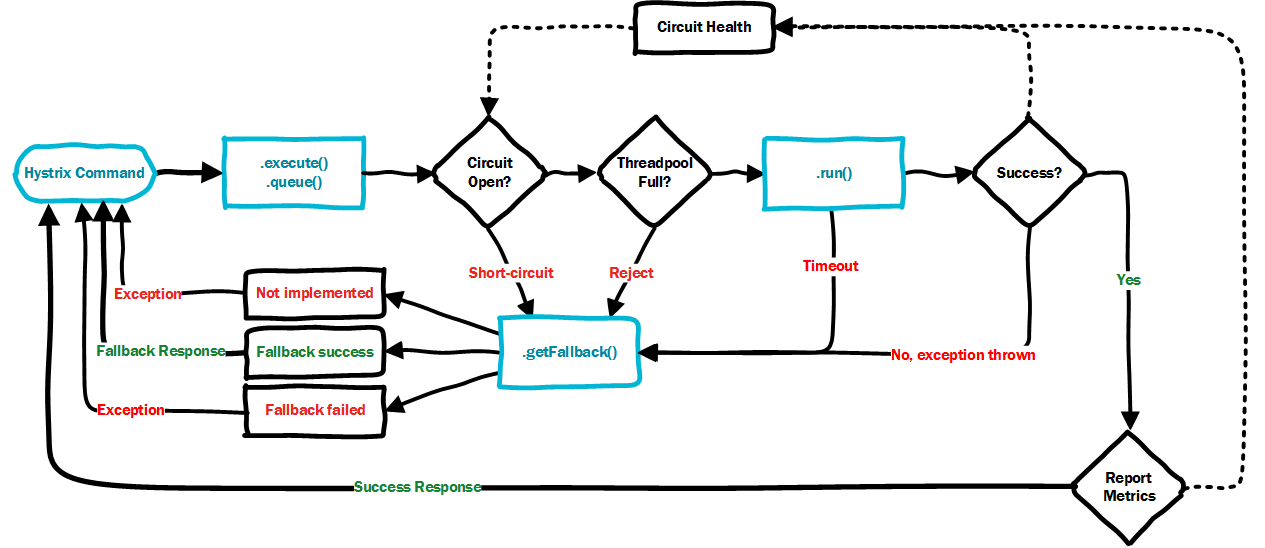 Circuit Health
Hystrix Command
.execute()
.queue()
Circuit
Open?
Threadpool
Full?
.run()
Success?
Short-circuit
Reject
Timeout
Yes
Exception
Not implemented
Fallback Response
Fallback success
.getFallback()
No, exception thrown
Exception
Fallback failed
Success Response
Report
Metrics